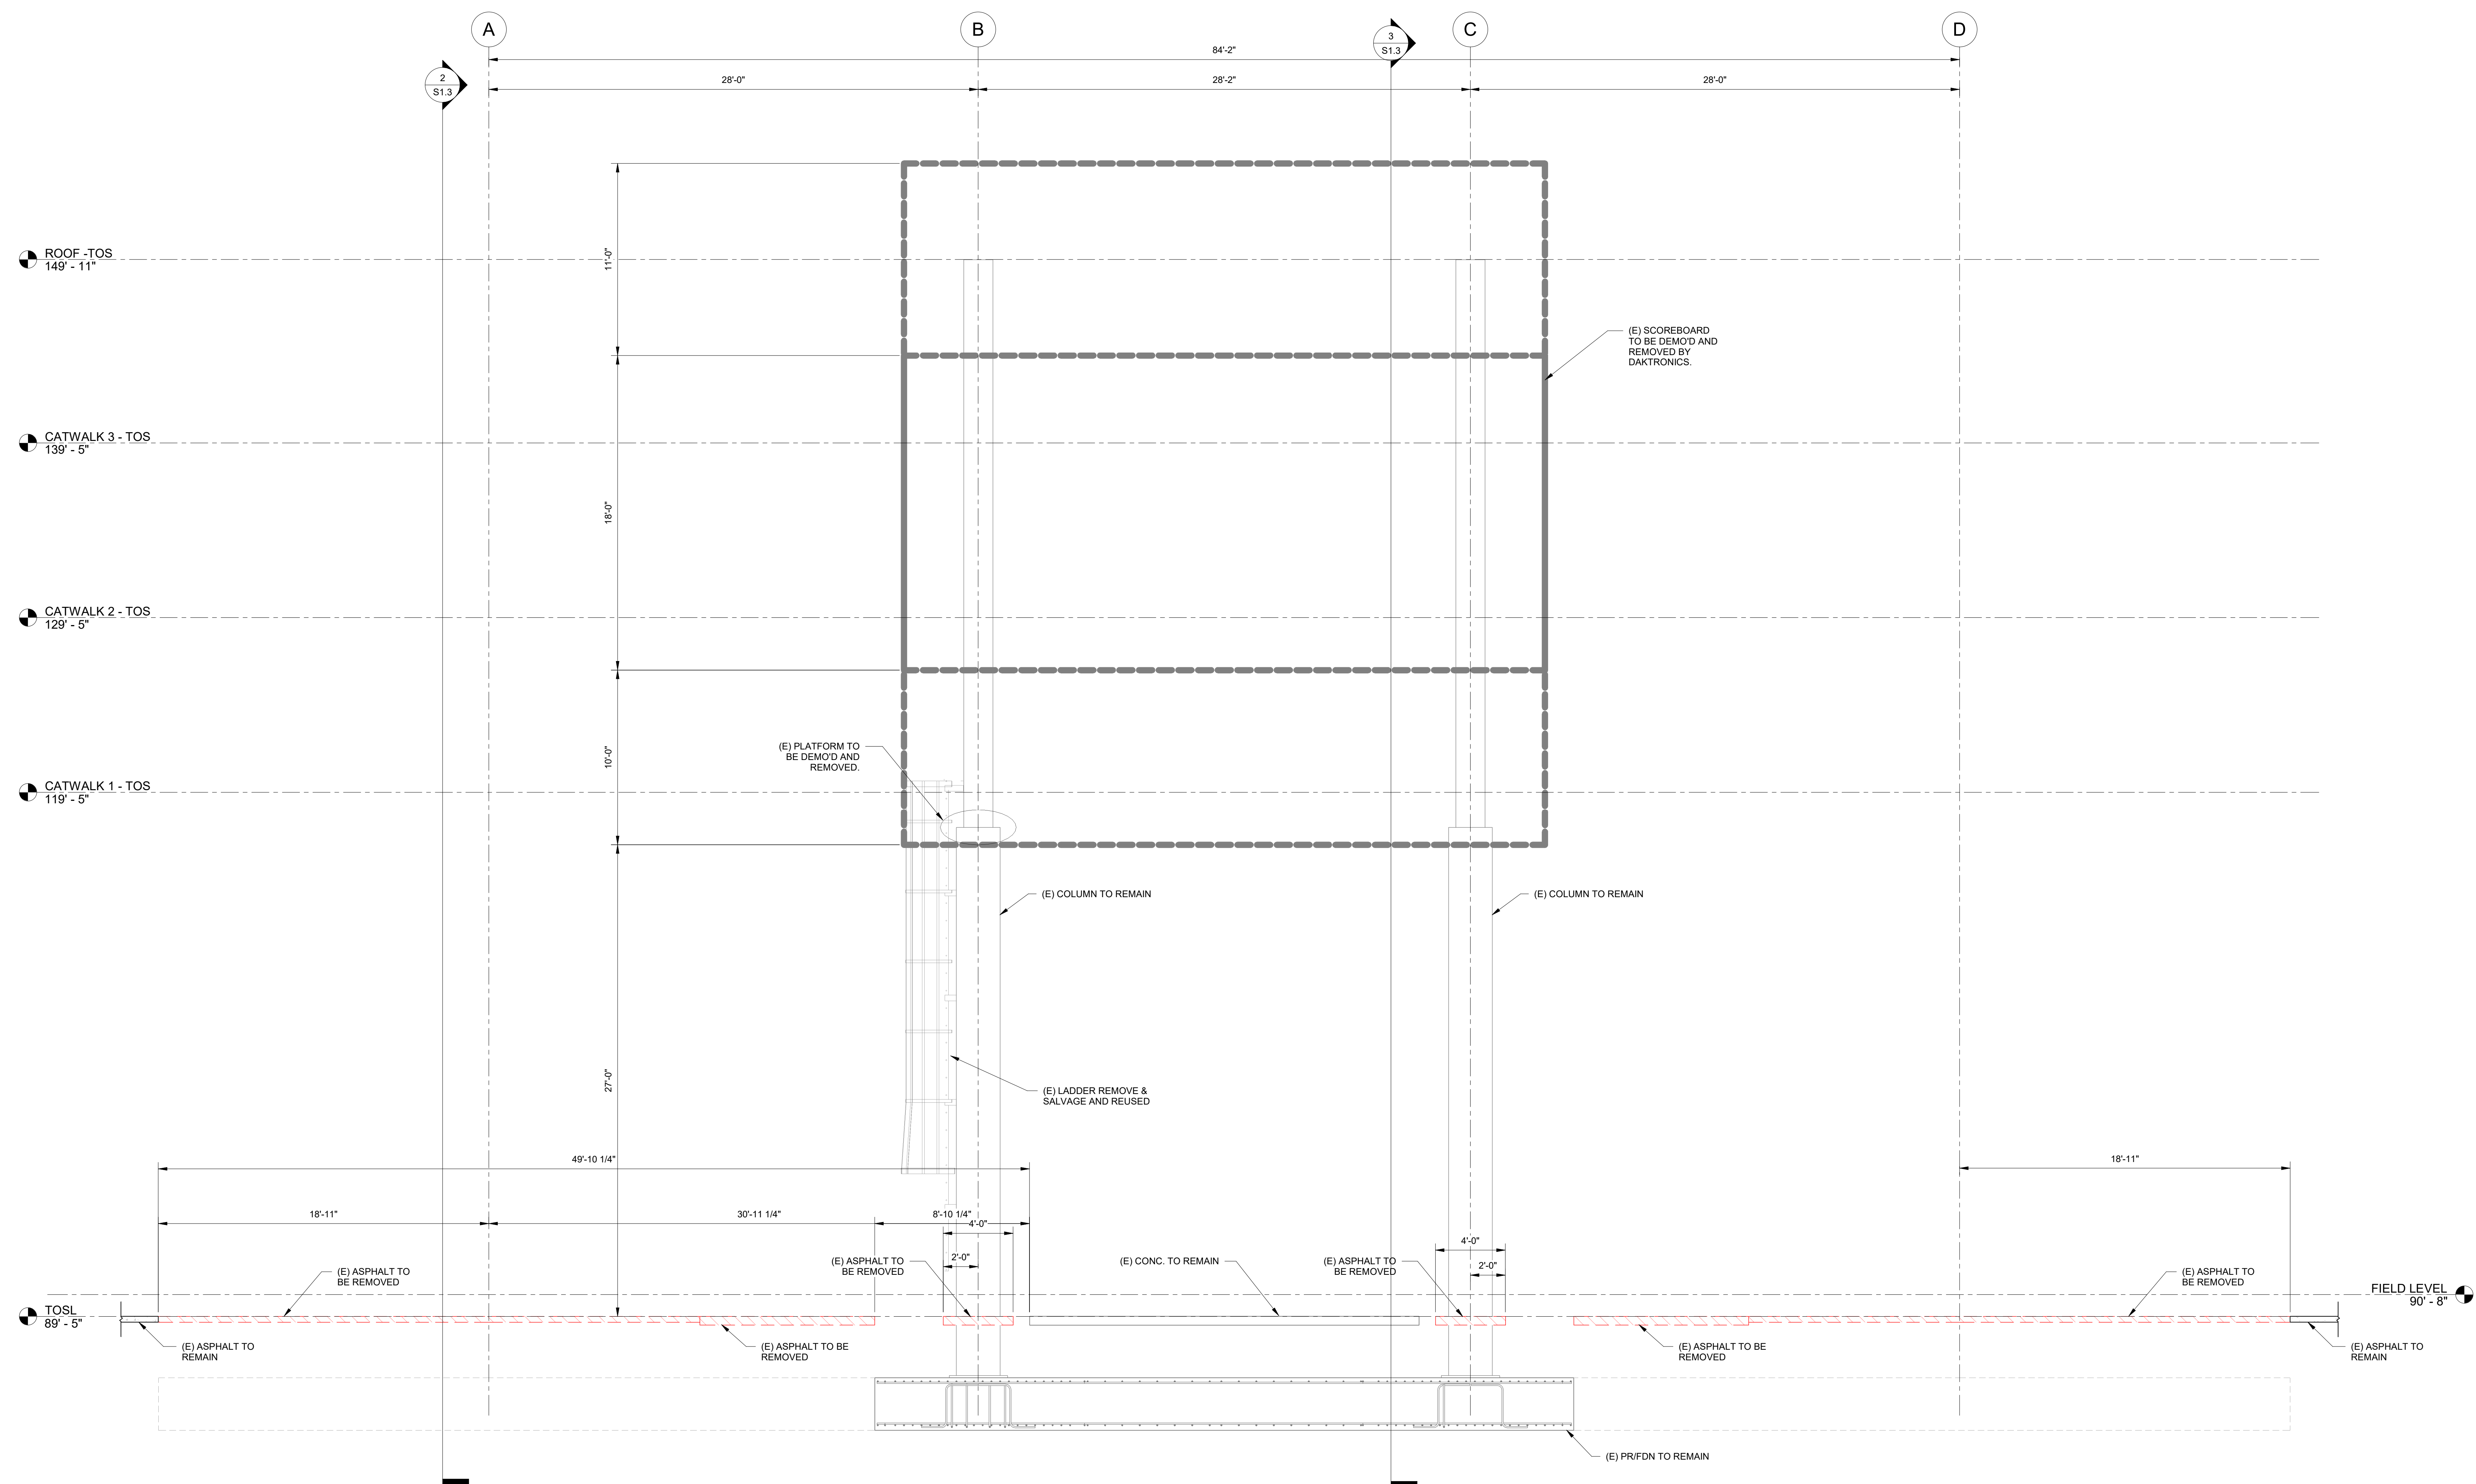 A
B
C
D
84'-2"
28'-0"
28'-2"
28'-0"
2
S1.3
3
S1.3
ROOF -TOS
149' - 11"
11'-0"
(E) SCOREBOARD
TO BE DEMO'D AND
REMOVED BY
DAKTRONICS.
CATWALK 3 - TOS
139' - 5"
18'-0"
CATWALK 2 - TOS
129' - 5"
10'-0"
(E) PLATFORM TO
BE DEMO'D AND
REMOVED.
CATWALK 1 - TOS
119' - 5"
(E) COLUMN TO REMAIN
(E) COLUMN TO REMAIN
27'-0"
(E) LADDER REMOVE &
SALVAGE AND REUSED
49'-10 1/4"
18'-11"
18'-11"
30'-11 1/4"
8'-10 1/4"
4'-0"
2'-0"
4'-0"
2'-0"
(E) ASPHALT TO
BE REMOVED
(E) ASPHALT TO
BE REMOVED
(E) CONC. TO REMAIN
(E) ASPHALT TO
BE REMOVED
(E) ASPHALT TO
BE REMOVED
FIELD LEVEL
90' - 8"
TOSL
89' - 5"
(E) ASPHALT TO
REMAIN
(E) ASPHALT TO BE
REMOVED
(E) ASPHALT TO BE
REMOVED
(E) ASPHALT TO
REMAIN
(E) PR/FDN TO REMAIN